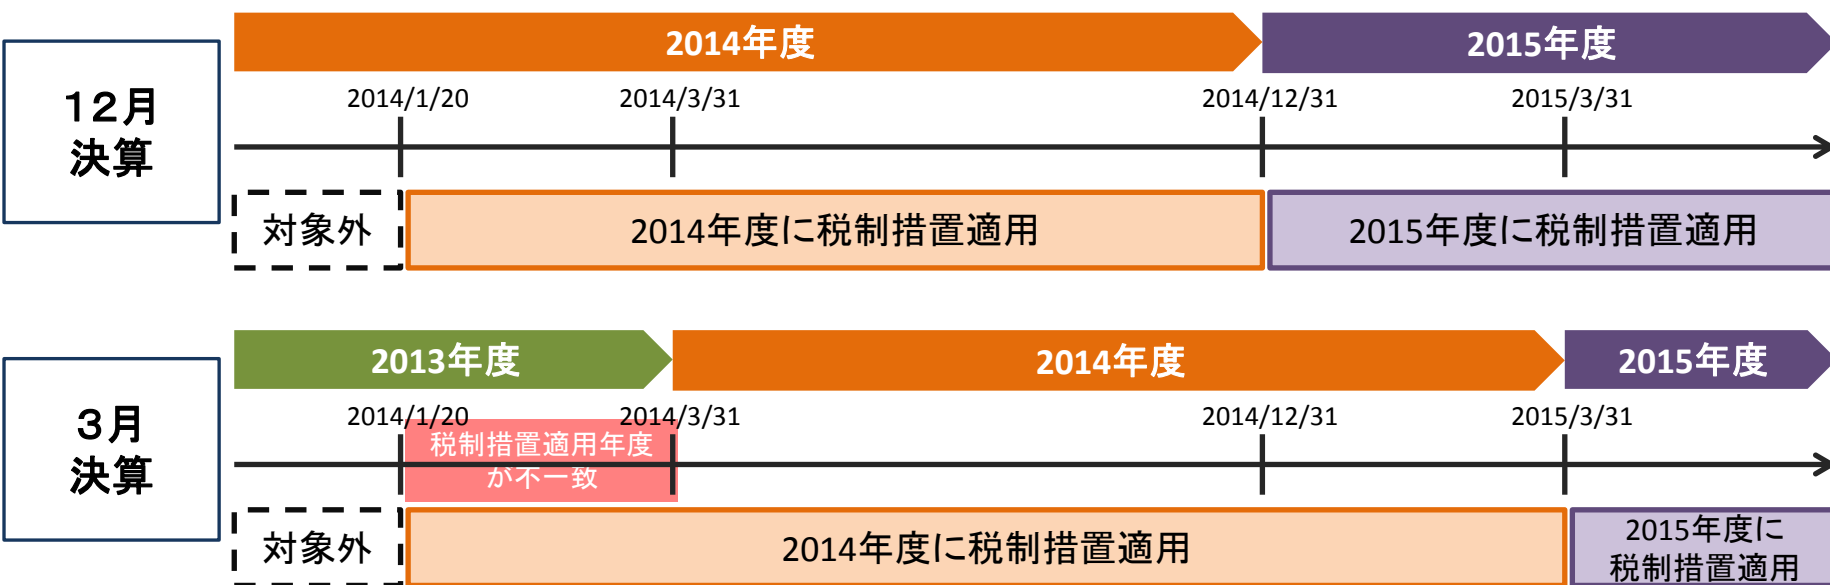 2014年度
2015年度
12月
決算
2014/1/20
2014/3/31
2014/12/31
2015/3/31
対象外
2014年度に税制措置適用
2015年度に税制措置適用
2013年度
2014年度
2015年度
3月
決算
2014/1/20
2014/3/31
2014/12/31
2015/3/31
税制措置適用年度
が不一致
対象外
2014年度に税制措置適用
2015年度に
税制措置適用